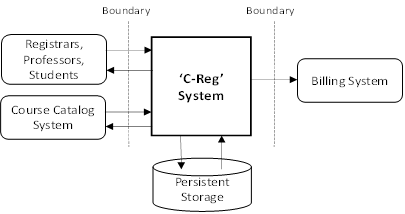 Boundary
Boundary
Registrars,
Professors,
Students
‘C-Reg’
System
Billing System
Course Catalog
System
Persistent
Storage